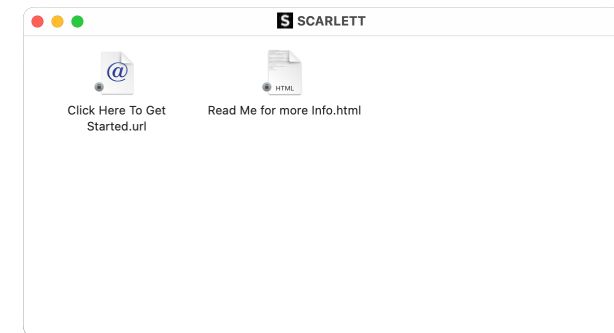 S SCARLETT
@
HTML
Click Here To Get
Started.url
Read Me for more Info.html